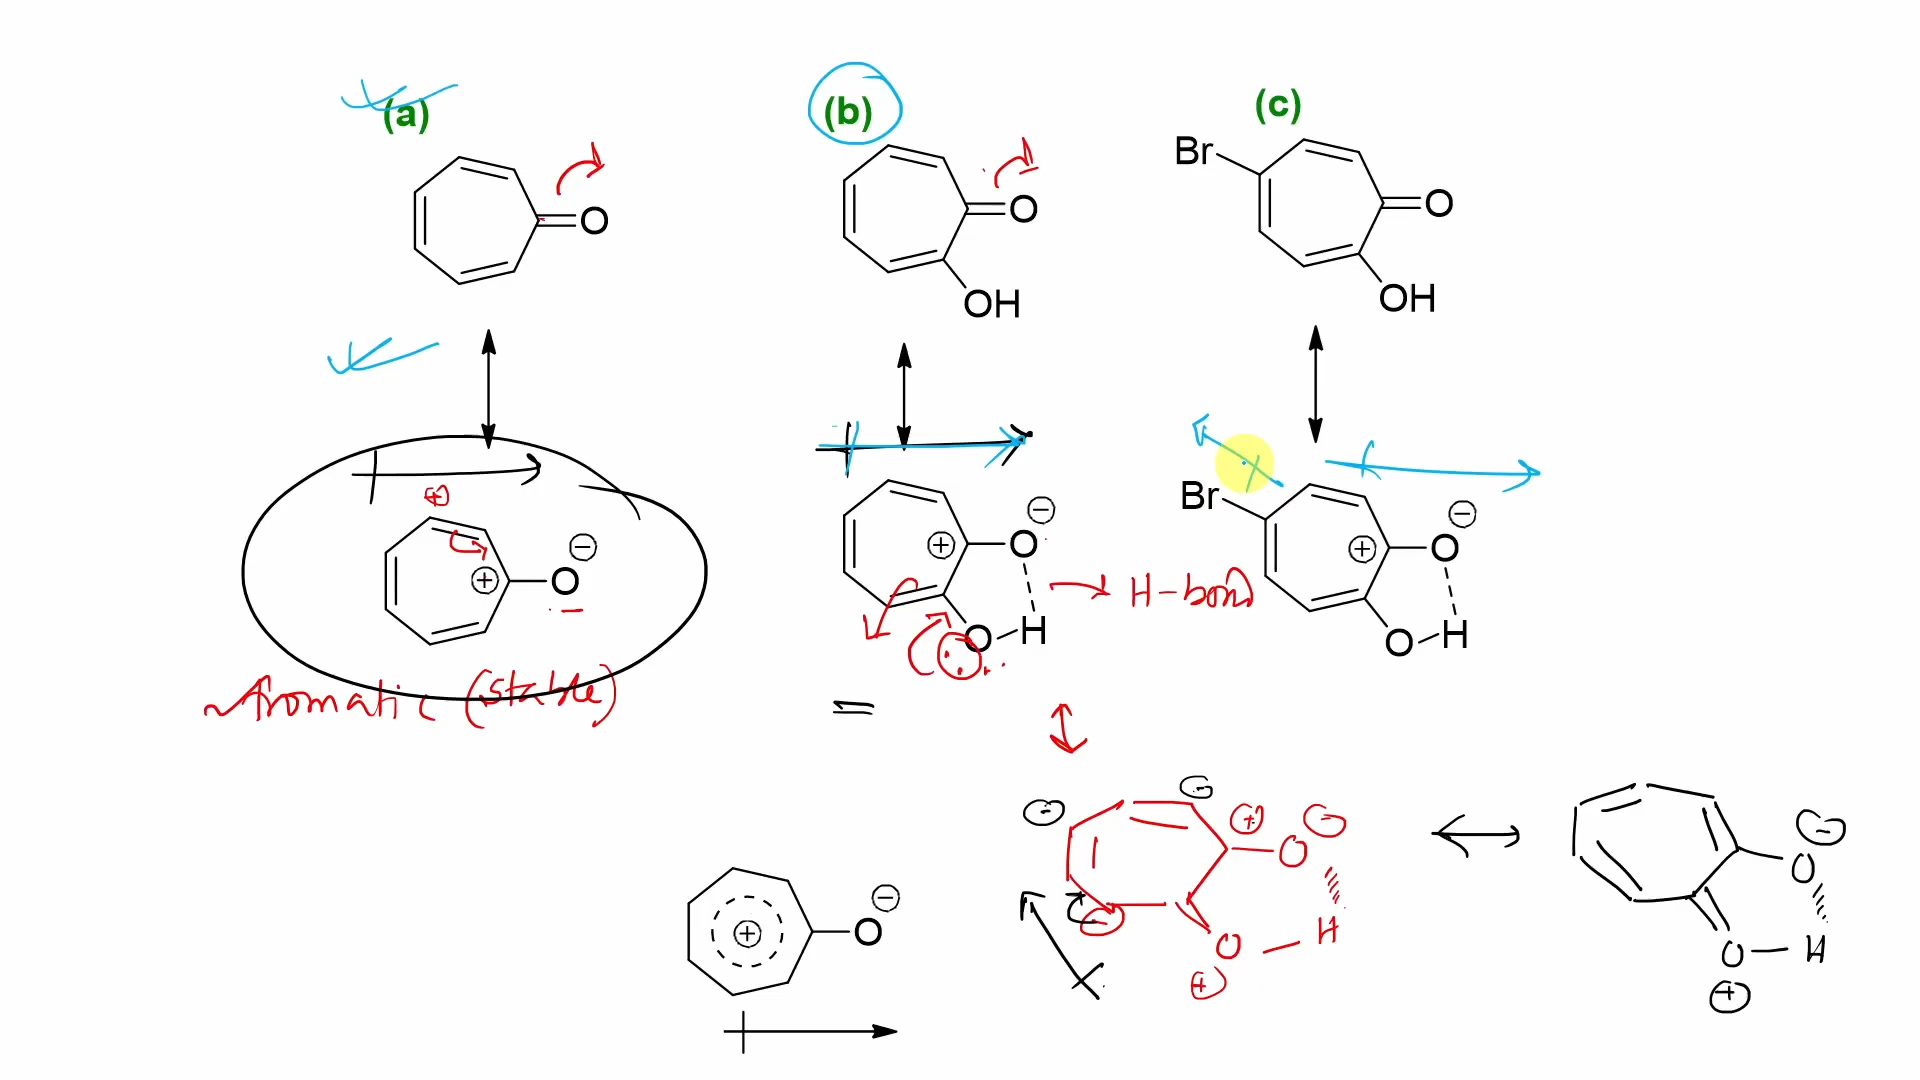 (a)
(b)
(c)
O
O
OH
Br
O
OH
⊕
⊕
O
⊖
⊕
O
⊖
O
H
H-bond
Br
⊕
O
⊖
O
H
Aromatic (stable)
=
⊕
O
⊖
⊖
⊖
⊕
O
⊖
⊖
O
H
⊕
O
⊖
O
H
⊕